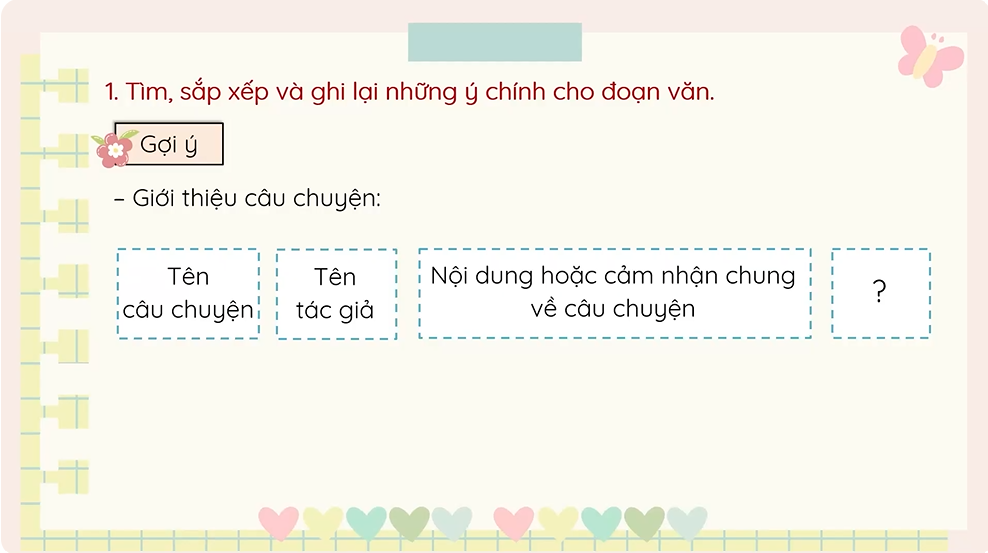 1. Tìm, sắp xếp và ghi lại những ý chính cho đoạn văn.
Gợi ý
– Giới thiệu câu chuyện:
Tên
câu chuyện
Tên
tác giả
Nội dung hoặc cảm nhận chung
về câu chuyện
?